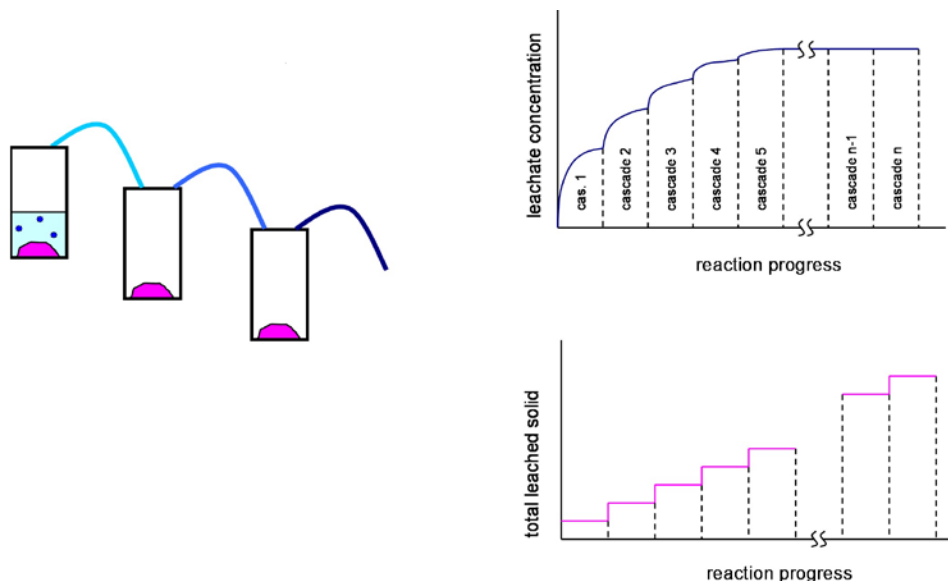 leachate concentration
cas. 1
cascade 2
cascade 3
cascade 4
cascade 5
cascade n-1
cascade n
reaction progress
total leached solid
reaction progress